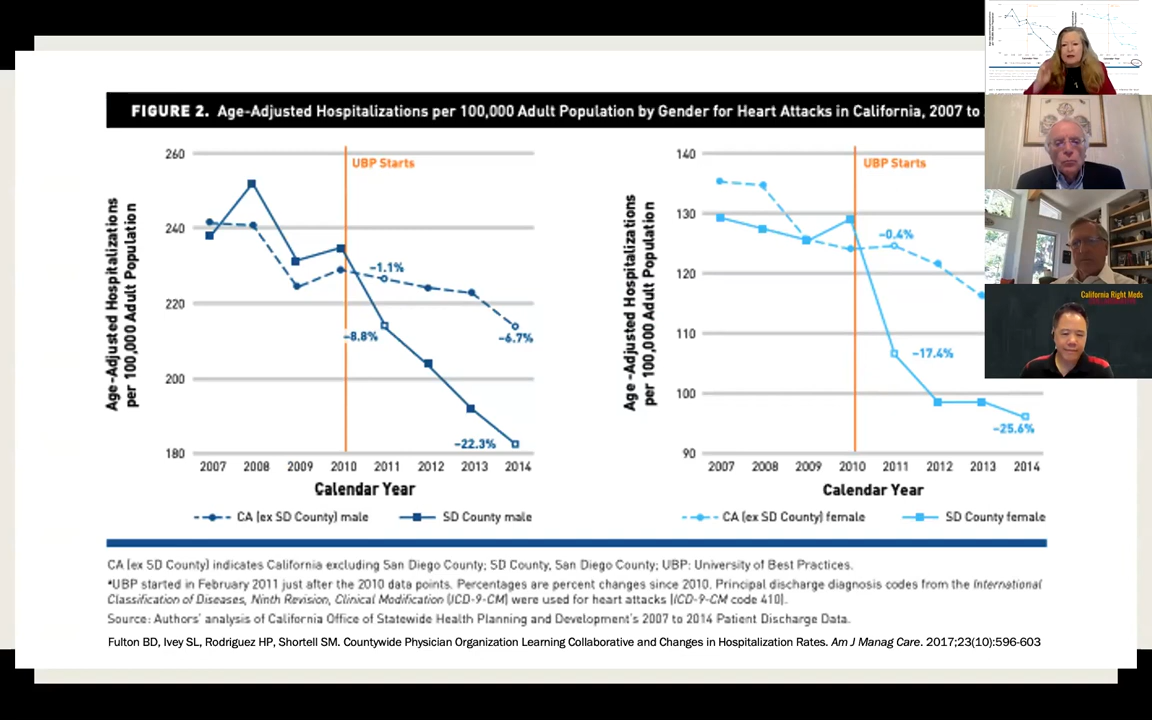 FIGURE 2. Age-Adjusted Hospitalizations per 100,000 Adult Population by Gender for Heart Attacks in California, 2007 to
Age-Adjusted Hospitalizations
per 100,000 Adult Population
260
240
220
200
180
UBP Starts
-1.1%
-8.8%
-6.7%
-22.3%
2007 2008 2009 2010 2011 2012 2013 2014
Calendar Year
CA (ex SD County) male SD County male
Age-Adjusted Hospitalizations
per 100,000 Adult Population
140
130
120
110
100
90
UBP Starts
-0.4%
-17.4%
-25.6%
2007 2008 2009 2010 2011 2012 2013 2014
Calendar Year
CA (ex SD County) female SD County female
CA (ex SD County) indicates California excluding San Diego County; SD County, San Diego County; UBP: University of Best Practices.
*UBP started in February 2011 just after the 2010 data points. Percentages are percent changes since 2010. Principal discharge diagnosis codes from the International
Classification of Diseases, Ninth Revision, Clinical Modification (ICD-9-CM) were used for heart attacks [ICD-9-CM code 410].
Source: Authors' analysis of California Office of Statewide Health Planning and Development's 2007 to 2014 Patient Discharge Data.
Fulton BD, Ivey SL, Rodriguez HP, Shortell SM. Countywide Physician Organization Learning Collaborative and Changes in Hospitalization Rates. Am J Manag Care. 2017;23(10):596-603
California Right Meds